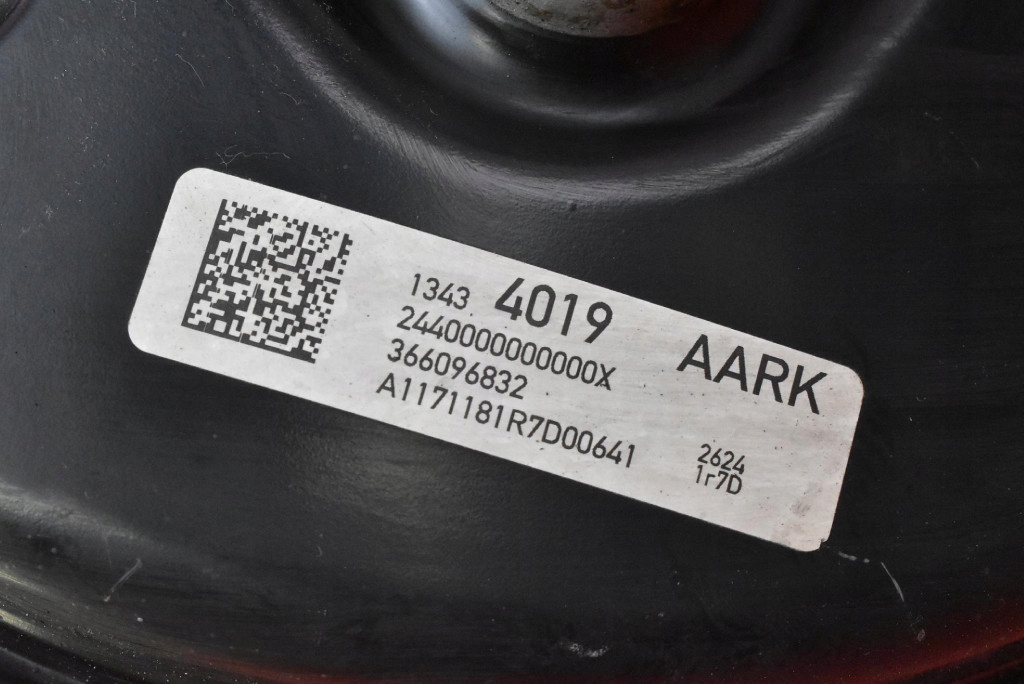 1343 4019 AARK
2440000000000X
366096832
A1171181R7D00641
2624
1r7D